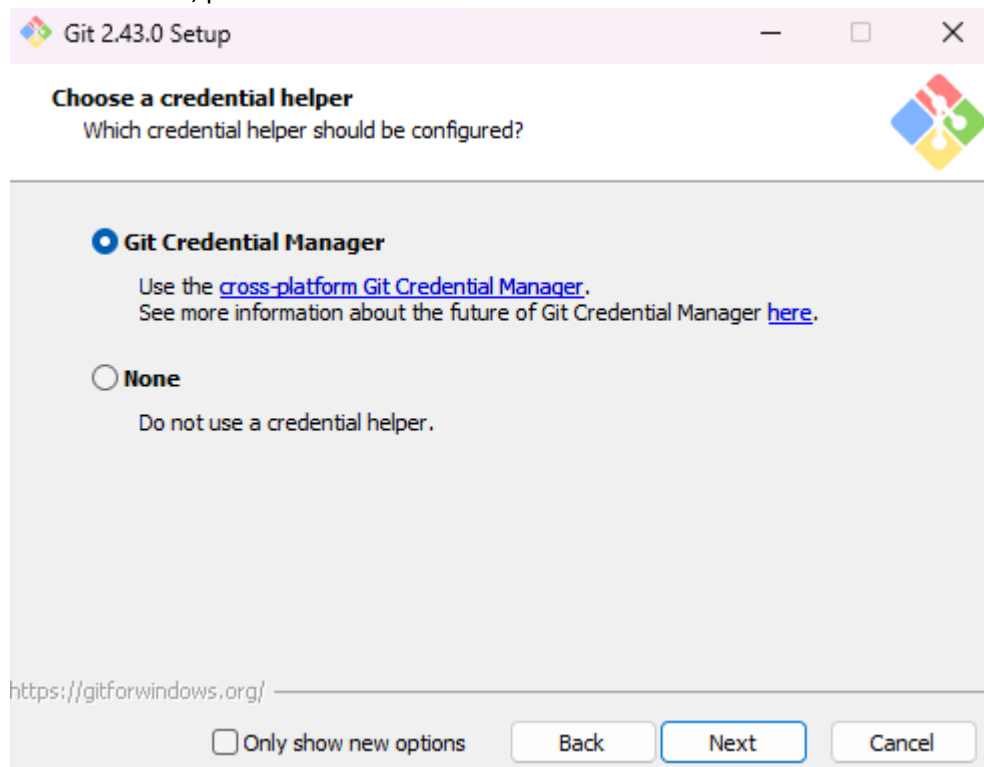 Git 2.43.0 Setup
Choose a credential helper
Which credential helper should be configured?
Git Credential Manager
Use the cross-platform Git Credential Manager.
See more information about the future of Git Credential Manager here.
None
Do not use a credential helper.
https://gitforwindows.org/
Only show new options Back Next Cancel